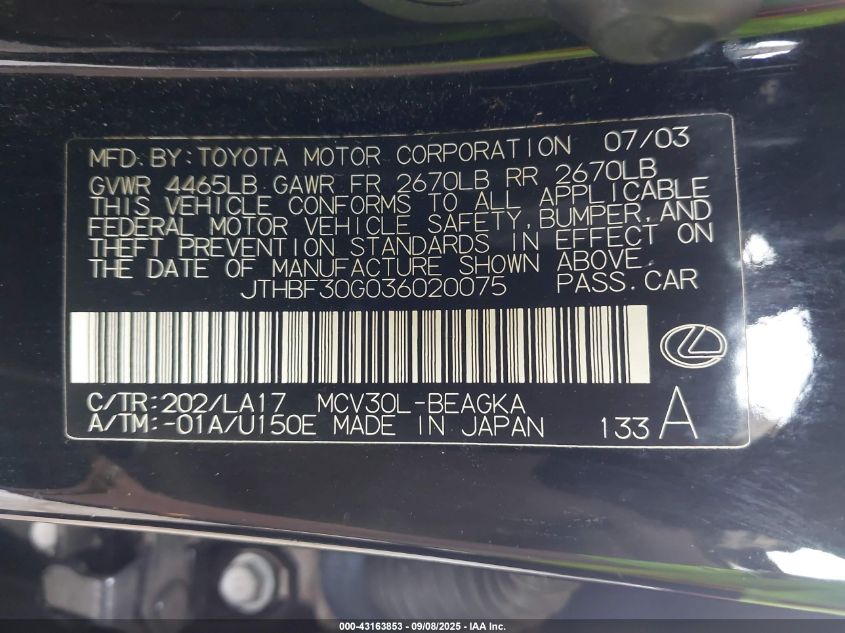 MFD.BY:TOYOTA MOTOR CORPORATION 07/03
GVWR 4465LB GAWR FR 2670LB RR 2670LB
THIS VEHICLE CONFORMS TO ALL APPLICABLE
FEDERAL MOTOR VEHICLE SAFETY,BUMPER,AND
THEFT PREVENTION STANDARDS IN EFFECT ON
THE DATE OF MANUFACTURE SHOWN ABOVE.
JTHBF30G036020075 PASS.CAR
C/TR:202/LA17 MCV30L-BEAGKA
A/TM:-01A/U150E MADE IN JAPAN 133 A
000-43163853 - 09/08/2025 - IAA Inc.